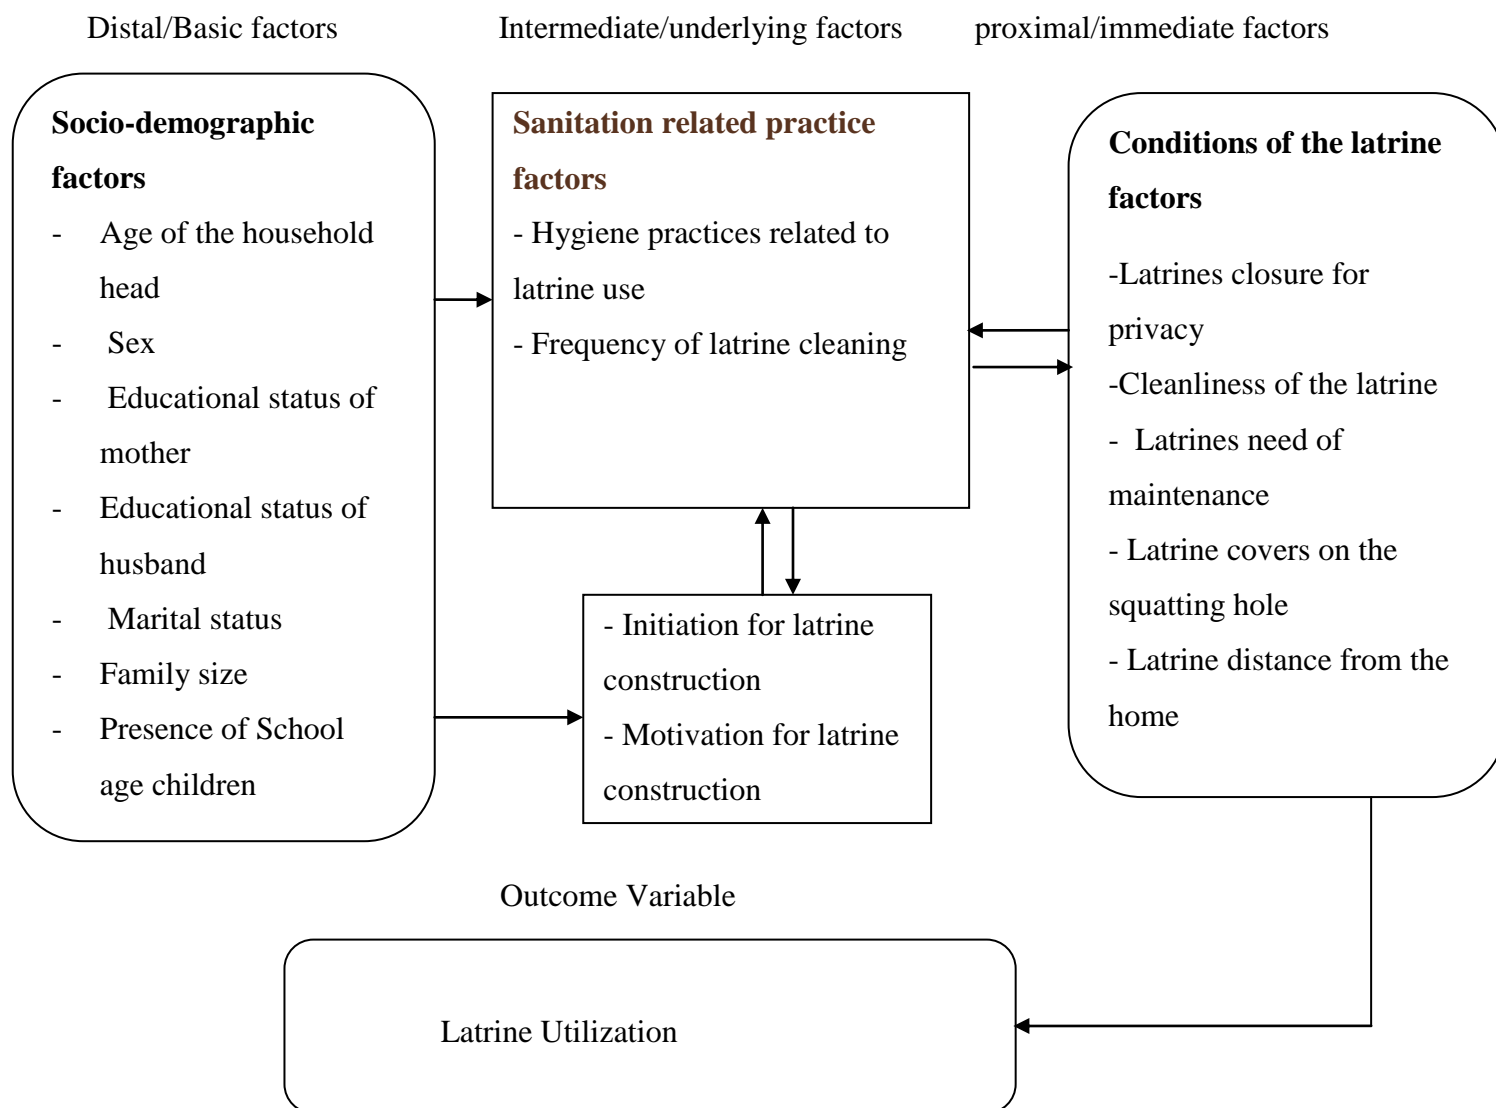 Distal/Basic factors
Intermediate/underlying factors
proximal/immediate factors
Socio-demographic
factors
- Age of the household
head
- Sex
- Educational status of
mother
- Educational status of
husband
- Marital status
- Family size
- Presence of School
age children
Sanitation related practice
factors
- Hygiene practices related to
latrine use
- Frequency of latrine cleaning
- Initiation for latrine
construction
- Motivation for latrine
construction
Conditions of the latrine
factors
-Latrines closure for
privacy
-Cleanliness of the latrine
- Latrines need of
maintenance
- Latrine covers on the
squatting hole
- Latrine distance from the
home
Outcome Variable
Latrine Utilization